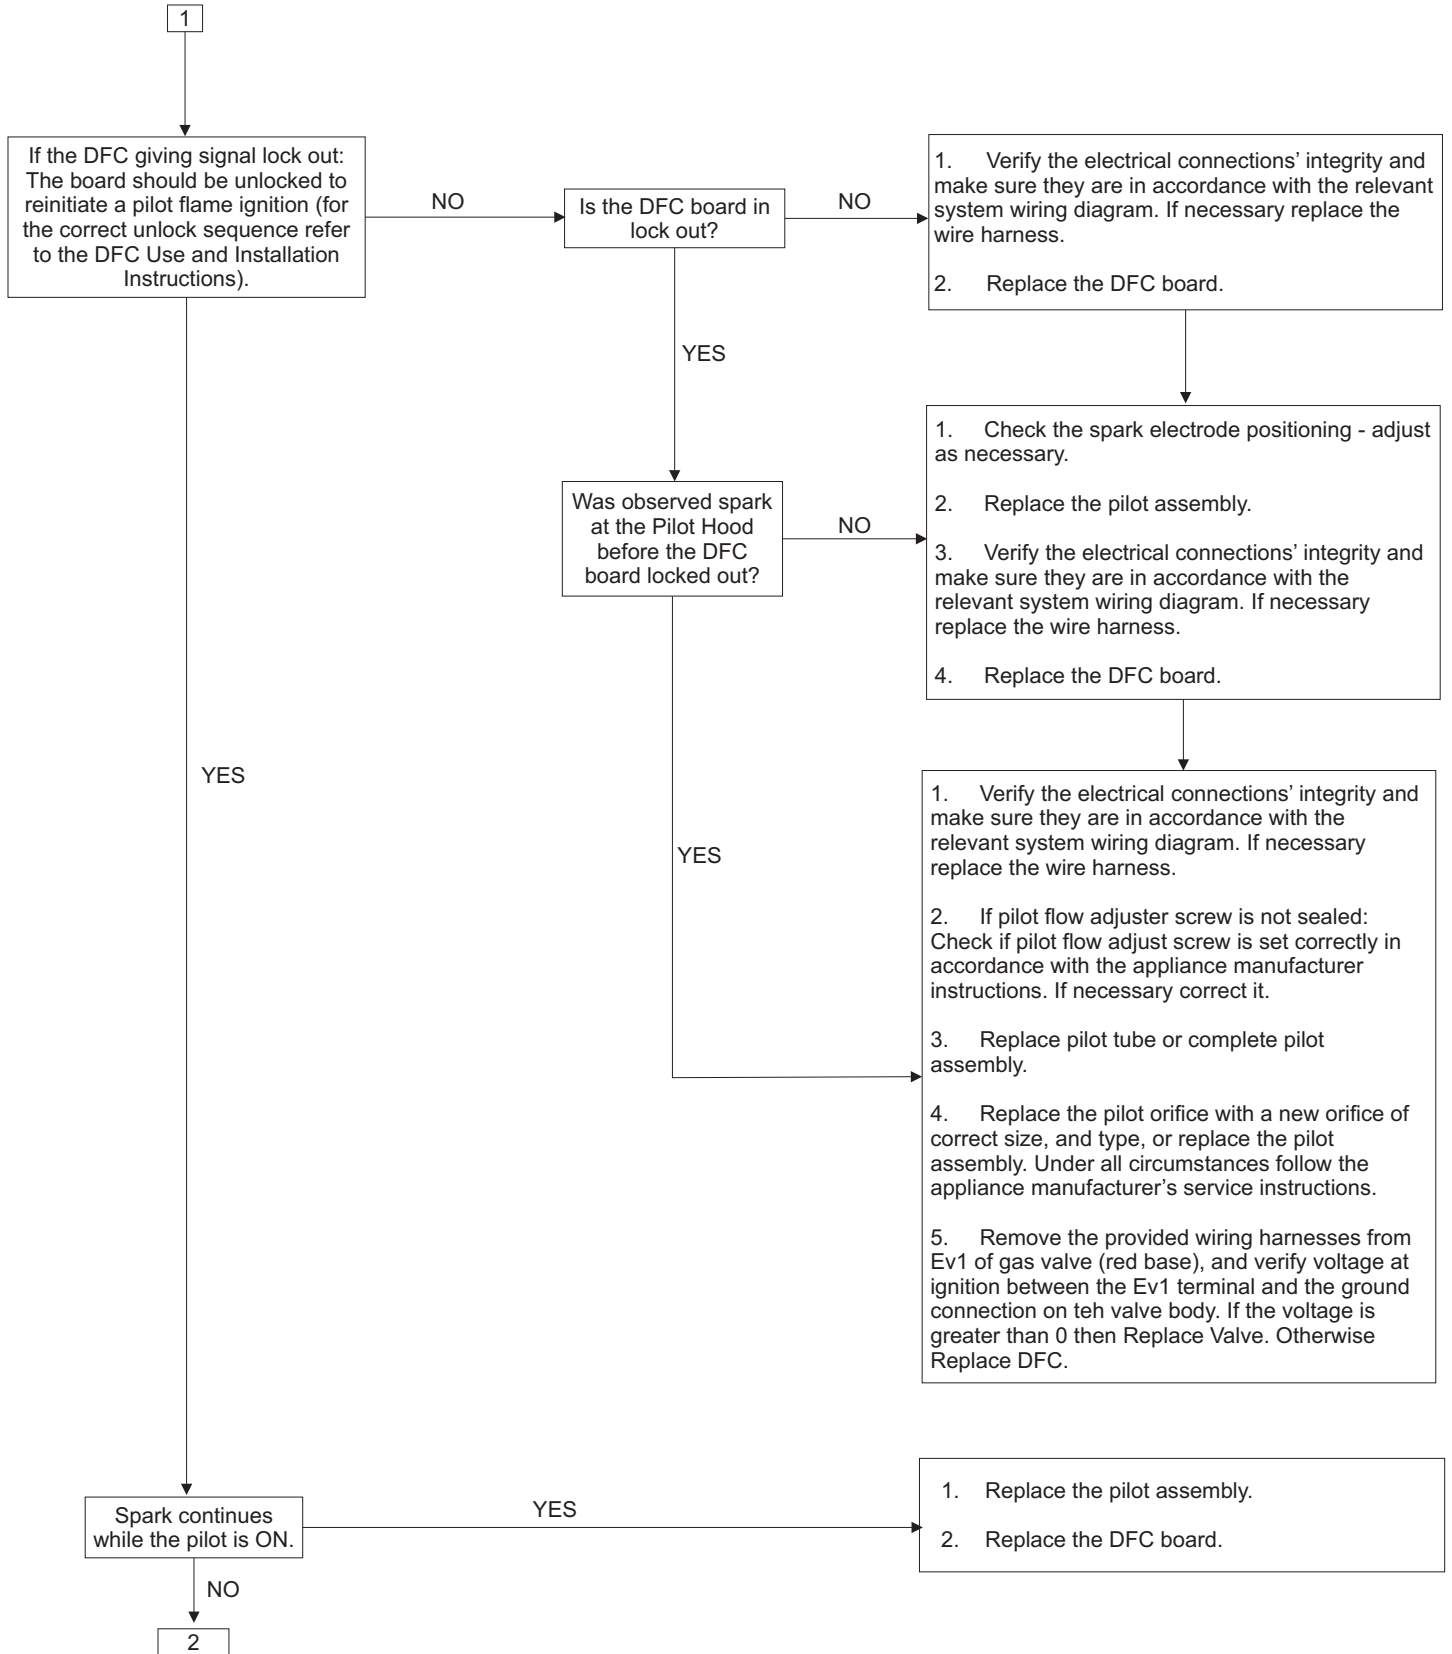 1
If the DFC giving signal lock out:
The board should be unlocked to
reinitiate a pilot flame ignition (for
the correct unlock sequence refer
to the DFC Use and Installation
Instructions).
NO
Is the DFC board in
lock out?
NO
1. Verify the electrical connections’ integrity and
make sure they are in accordance with the relevant
system wiring diagram. If necessary replace the
wire harness.
2. Replace the DFC board.
YES
Was observed spark
at the Pilot Hood
before the DFC
board locked out?
NO
1. Check the spark electrode positioning - adjust
as necessary.
2. Replace the pilot assembly.
3. Verify the electrical connections’ integrity and
make sure they are in accordance with the
relevant system wiring diagram. If necessary
replace the wire harness.
4. Replace the DFC board.
YES
YES
1. Verify the electrical connections’ integrity and
make sure they are in accordance with the
relevant system wiring diagram. If necessary
replace the wire harness.
2. If pilot flow adjuster screw is not sealed:
Check if pilot flow adjust screw is set correctly in
accordance with the appliance manufacturer
instructions. If necessary correct it.
3. Replace pilot tube or complete pilot
assembly.
4. Replace the pilot orifice with a new orifice of
correct size, and type, or replace the pilot
assembly. Under all circumstances follow the
appliance manufacturer’s service instructions.
5. Remove the provided wiring harnesses from
Ev1 of gas valve (red base), and verify voltage at
ignition between the Ev1 terminal and the ground
connection on teh valve body. If the voltage is
greater than 0 then Replace Valve. Otherwise
Replace DFC.
Spark continues
while the pilot is ON.
YES
1. Replace the pilot assembly.
2. Replace the DFC board.
NO
2